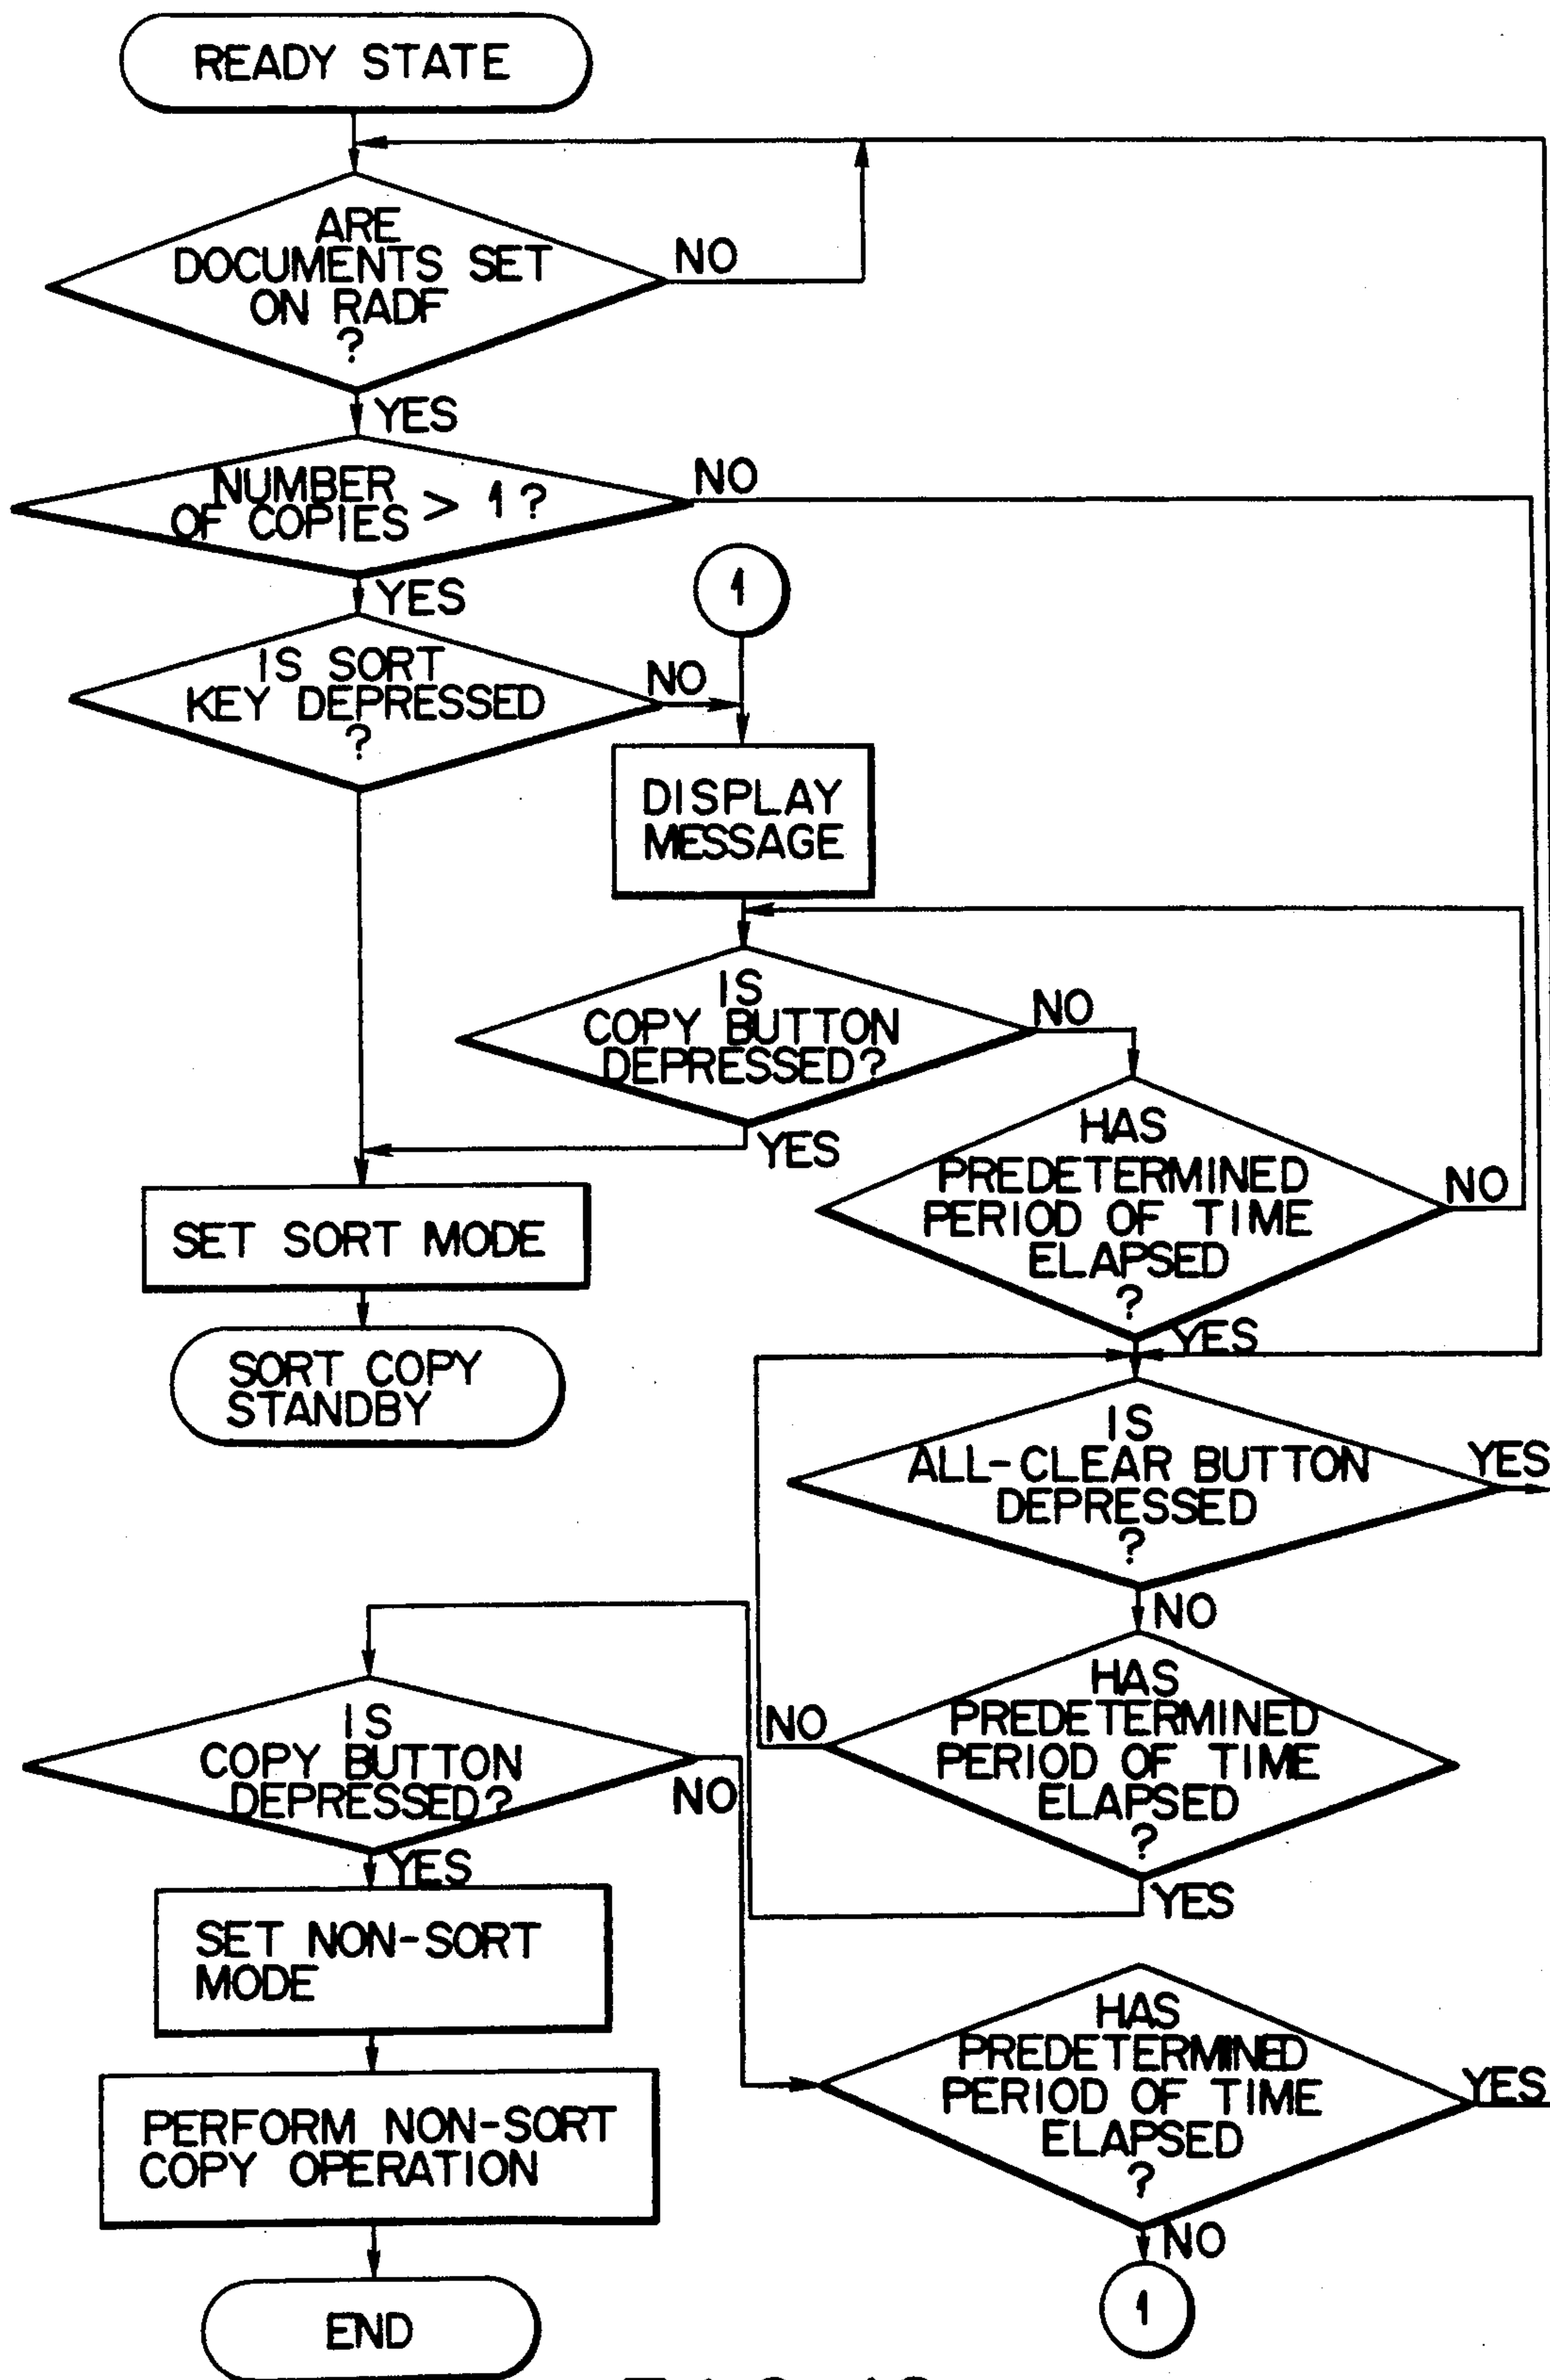 READY STATE
ARE
DOCUMENTS SET
ON RADF
?
NO
YES
NUMBER
OF COPIES > 1 ?
NO
YES
1
IS SORT
KEY DEPRESSED
?
NO
DISPLAY
MESSAGE
IS
COPY BUTTON
DEPRESSED?
NO
YES
HAS
PREDETERMINED
PERIOD OF TIME
ELAPSED
?
NO
YES
SET SORT MODE
SORT COPY
STANDBY
IS
ALL-CLEAR BUTTON
DEPRESSED
?
YES
NO
HAS
PREDETERMINED
PERIOD OF TIME
ELAPSED
?
NO
YES
IS
COPY BUTTON
DEPRESSED?
NO
YES
SET NON-SORT
MODE
PERFORM NON-SORT
COPY OPERATION
END
HAS
PREDETERMINED
PERIOD OF TIME
ELAPSED
?
YES
NO
1